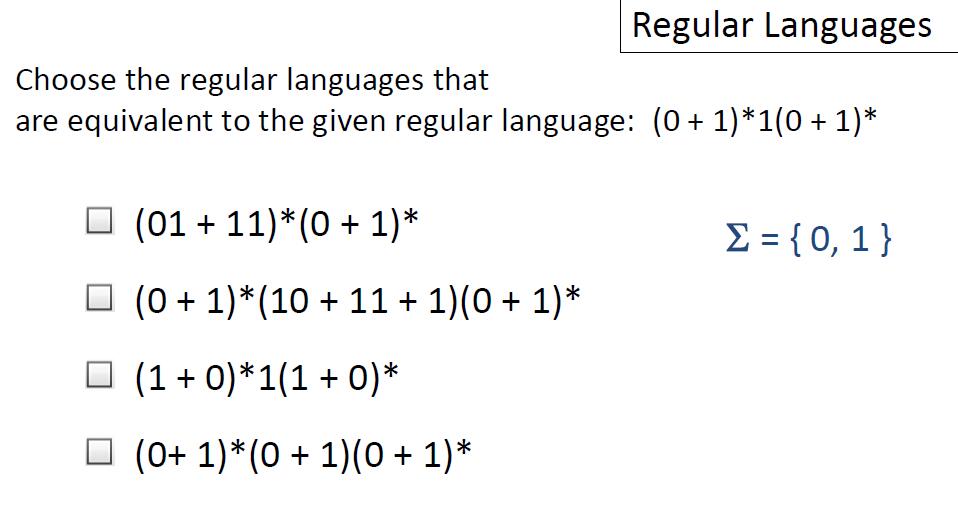 Regular Languages
Choose the regular languages that
are equivalent to the given regular language: (0 + 1)*1(0 + 1)*
(01 + 11)*(0 + 1)*
Σ = { 0, 1 }
(0 + 1)*(10 + 11 + 1)(0 + 1)*
(1 + 0)*1(1 + 0)*
(0+ 1)*(0 + 1)(0 + 1)*